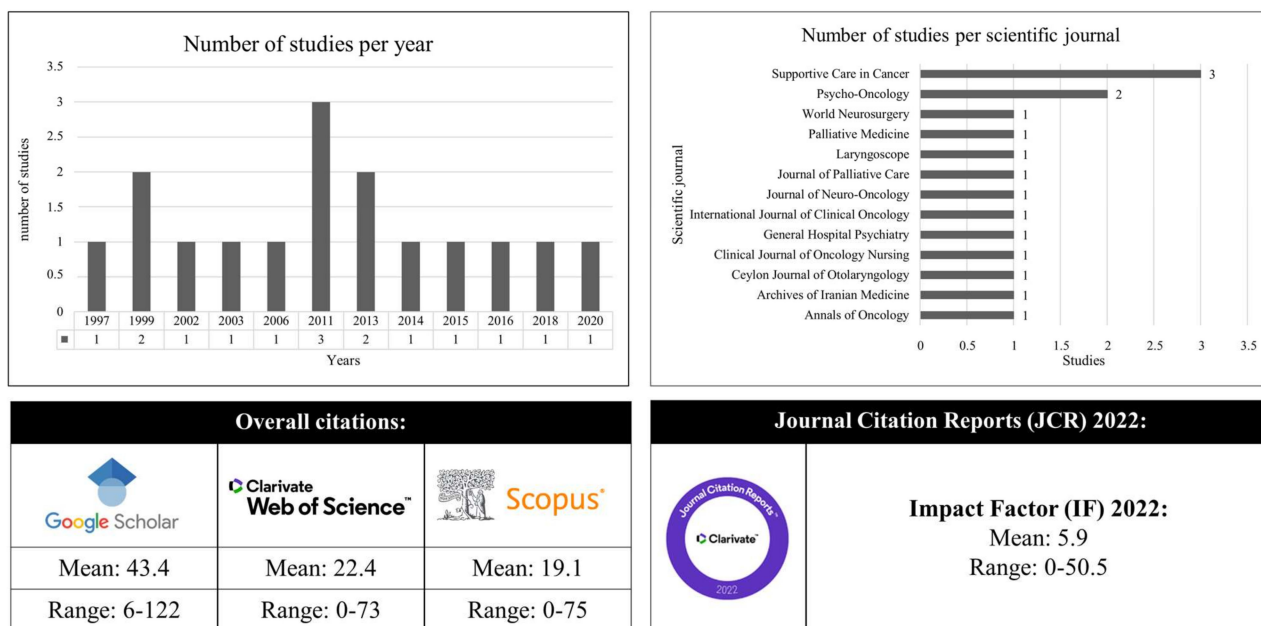 Number of studies per year
number of studies
3.5
3
2.5
2
1.5
1
0.5
0
1997 1999 2002 2003 2006 2011 2013 2014 2015 2016 2018 2020
1 2 1 1 1 3 2 1 1 1 1 1
Years
Number of studies per scientific journal
Scientific journal
Supportive Care in Cancer 3
Psycho-Oncology 2
World Neurosurgery 1
Palliative Medicine 1
Laryngoscope 1
Journal of Palliative Care 1
Journal of Neuro-Oncology 1
International Journal of Clinical Oncology 1
General Hospital Psychiatry 1
Clinical Journal of Oncology Nursing 1
Ceylon Journal of Otolaryngology 1
Archives of Iranian Medicine 1
Annals of Oncology 1
0 0.5 1 1.5 2 2.5 3 3.5
Studies
Overall citations:
Google Scholar
Clarivate
Web of Science™
Scopus®
Mean: 43.4 Mean: 22.4 Mean: 19.1
Range: 6-122 Range: 0-73 Range: 0-75
Journal Citation Reports (JCR) 2022:
Journal Citation Reports™
Clarivate™
2022
Impact Factor (IF) 2022:
Mean: 5.9
Range: 0-50.5